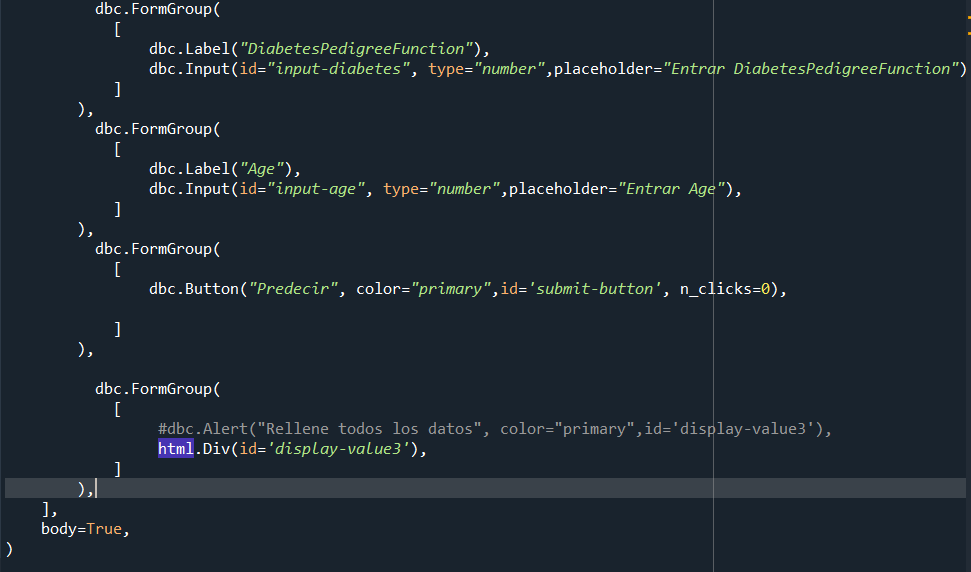 dbc.FormGroup(
[
dbc.Label("DiabetesPedigreeFunction"),
dbc.Input(id="input-diabetes", type="number",placeholder="Entrar DiabetesPedigreeFunction")
]
),
dbc.FormGroup(
[
dbc.Label("Age"),
dbc.Input(id="input-age", type="number",placeholder="Entrar Age"),
]
),
dbc.FormGroup(
[
dbc.Button("Predecir", color="primary",id='submit-button', n_clicks=0),
]
),
dbc.FormGroup(
[
#dbc.Alert("Rellene todos los datos", color="primary",id='display-value3'),
html.Div(id='display-value3'),
]
),
],
body=True,
)